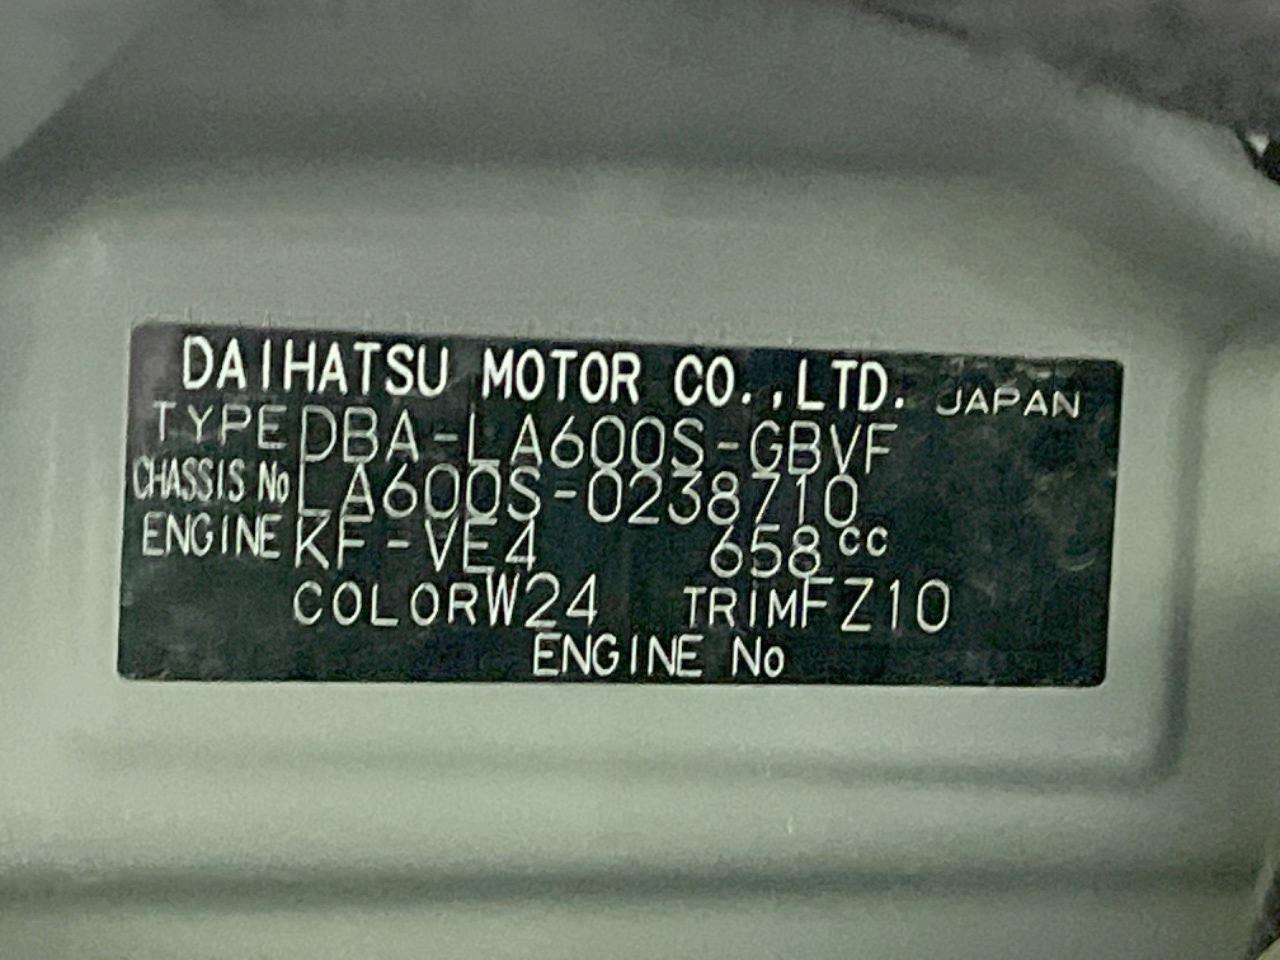 DAIHATSU MOTOR CO.,LTD. JAPAN
TYPE DBA-LA600S-GBVF
CHASSIS No LA600S-0238710
ENGINE KF-VE4 658cc
COLOR W24 TRIM FZ10
ENGINE No